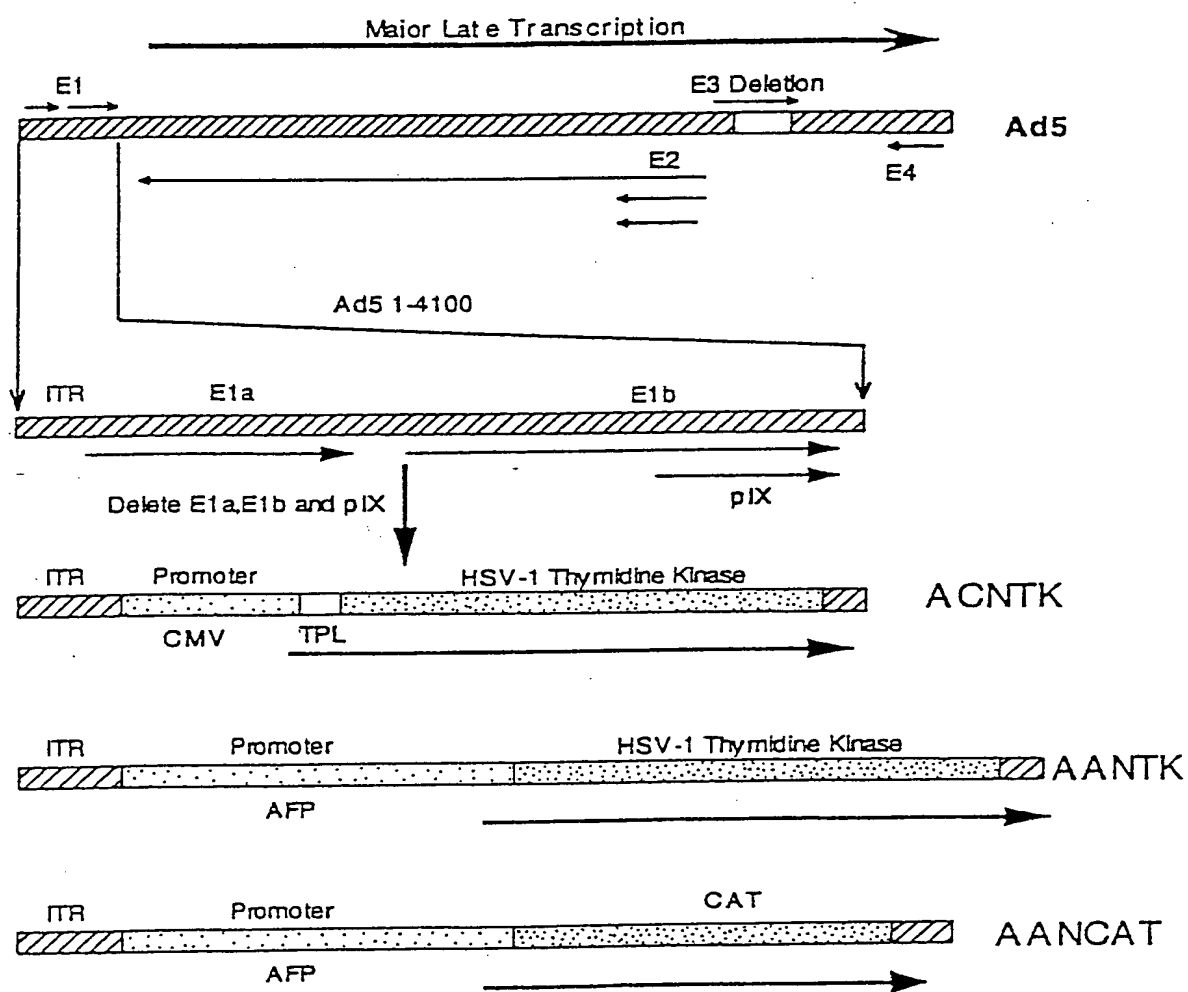 Major Late Transcription
E1
E3 Deletion
Ad5
E2
E4
Ad5 1-4100
ITR
E1a
E1b
Delete E1a,E1b and pIX
pIX
ITR
Promoter
HSV-1 Thymidine Kinase
ACNTK
CMV
TPL
ITR
Promoter
HSV-1 Thymidine Kinase
AANTK
AFP
ITR
Promoter
CAT
AANCAT
AFP